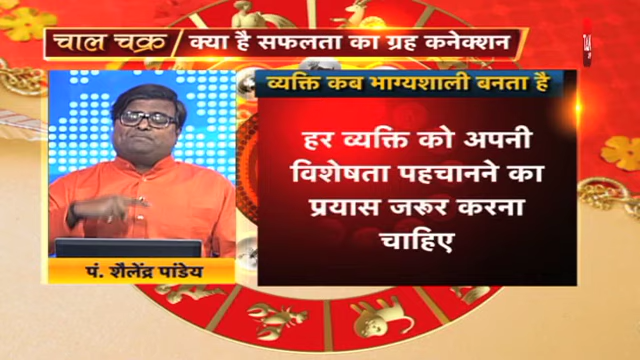 चाल चक्र क्या है सफलता का ग्रह कनेक्शन
व्यक्ति कब भाग्यशाली बनता है
हर व्यक्ति को अपनी
विशेषता पहचानने का
प्रयास जरूर करना
चाहिए
पं. शैलेंद्र पांडेय